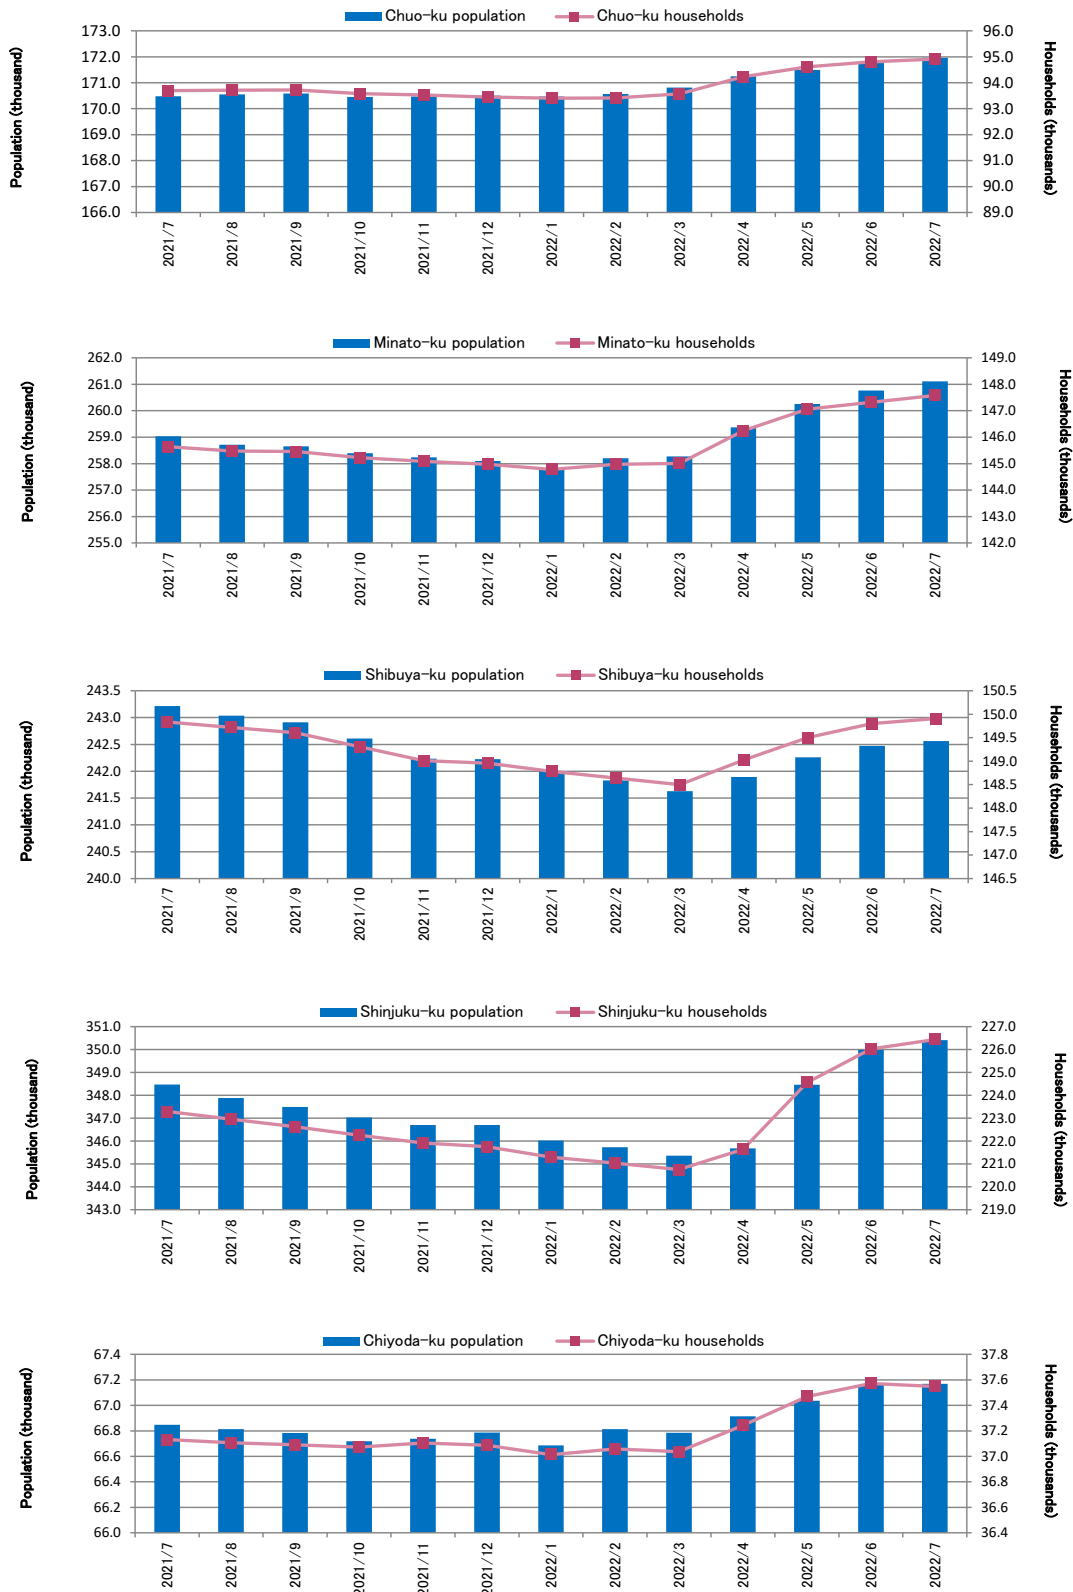 Chuo-ku population Chuo-ku households
Population (thousand)
Households (thousands)
173.0 96.0
172.0 95.0
171.0 94.0
170.0 93.0
169.0 92.0
168.0 91.0
167.0 90.0
166.0 89.0
2021/7 2021/8 2021/9 2021/10 2021/11 2021/12 2022/1 2022/2 2022/3 2022/4 2022/5 2022/6 2022/7
Minato-ku population Minato-ku households
Population (thousand)
Households (thousands)
262.0 149.0
261.0 148.0
260.0 147.0
259.0 146.0
258.0 145.0
257.0 144.0
256.0 143.0
255.0 142.0
2021/7 2021/8 2021/9 2021/10 2021/11 2021/12 2022/1 2022/2 2022/3 2022/4 2022/5 2022/6 2022/7
Shibuya-ku population Shibuya-ku households
Population (thousand)
Households (thousands)
243.5 150.5
243.0 150.0
242.5 149.5
242.0 149.0
241.5 148.5
241.0 148.0
240.5 147.5
240.0 147.0
146.5
2021/7 2021/8 2021/9 2021/10 2021/11 2021/12 2022/1 2022/2 2022/3 2022/4 2022/5 2022/6 2022/7
Shinjuku-ku population Shinjuku-ku households
Population (thousand)
Households (thousands)
351.0 227.0
350.0 226.0
349.0 225.0
348.0 224.0
347.0 223.0
346.0 222.0
345.0 221.0
344.0 220.0
343.0 219.0
2021/7 2021/8 2021/9 2021/10 2021/11 2021/12 2022/1 2022/2 2022/3 2022/4 2022/5 2022/6 2022/7
Chiyoda-ku population Chiyoda-ku households
Population (thousand)
Households (thousands)
67.4 37.8
67.2 37.6
67.0 37.4
66.8 37.2
66.6 37.0
66.4 36.8
66.2 36.6
66.0 36.4
2021/7 2021/8 2021/9 2021/10 2021/11 2021/12 2022/1 2022/2 2022/3 2022/4 2022/5 2022/6 2022/7